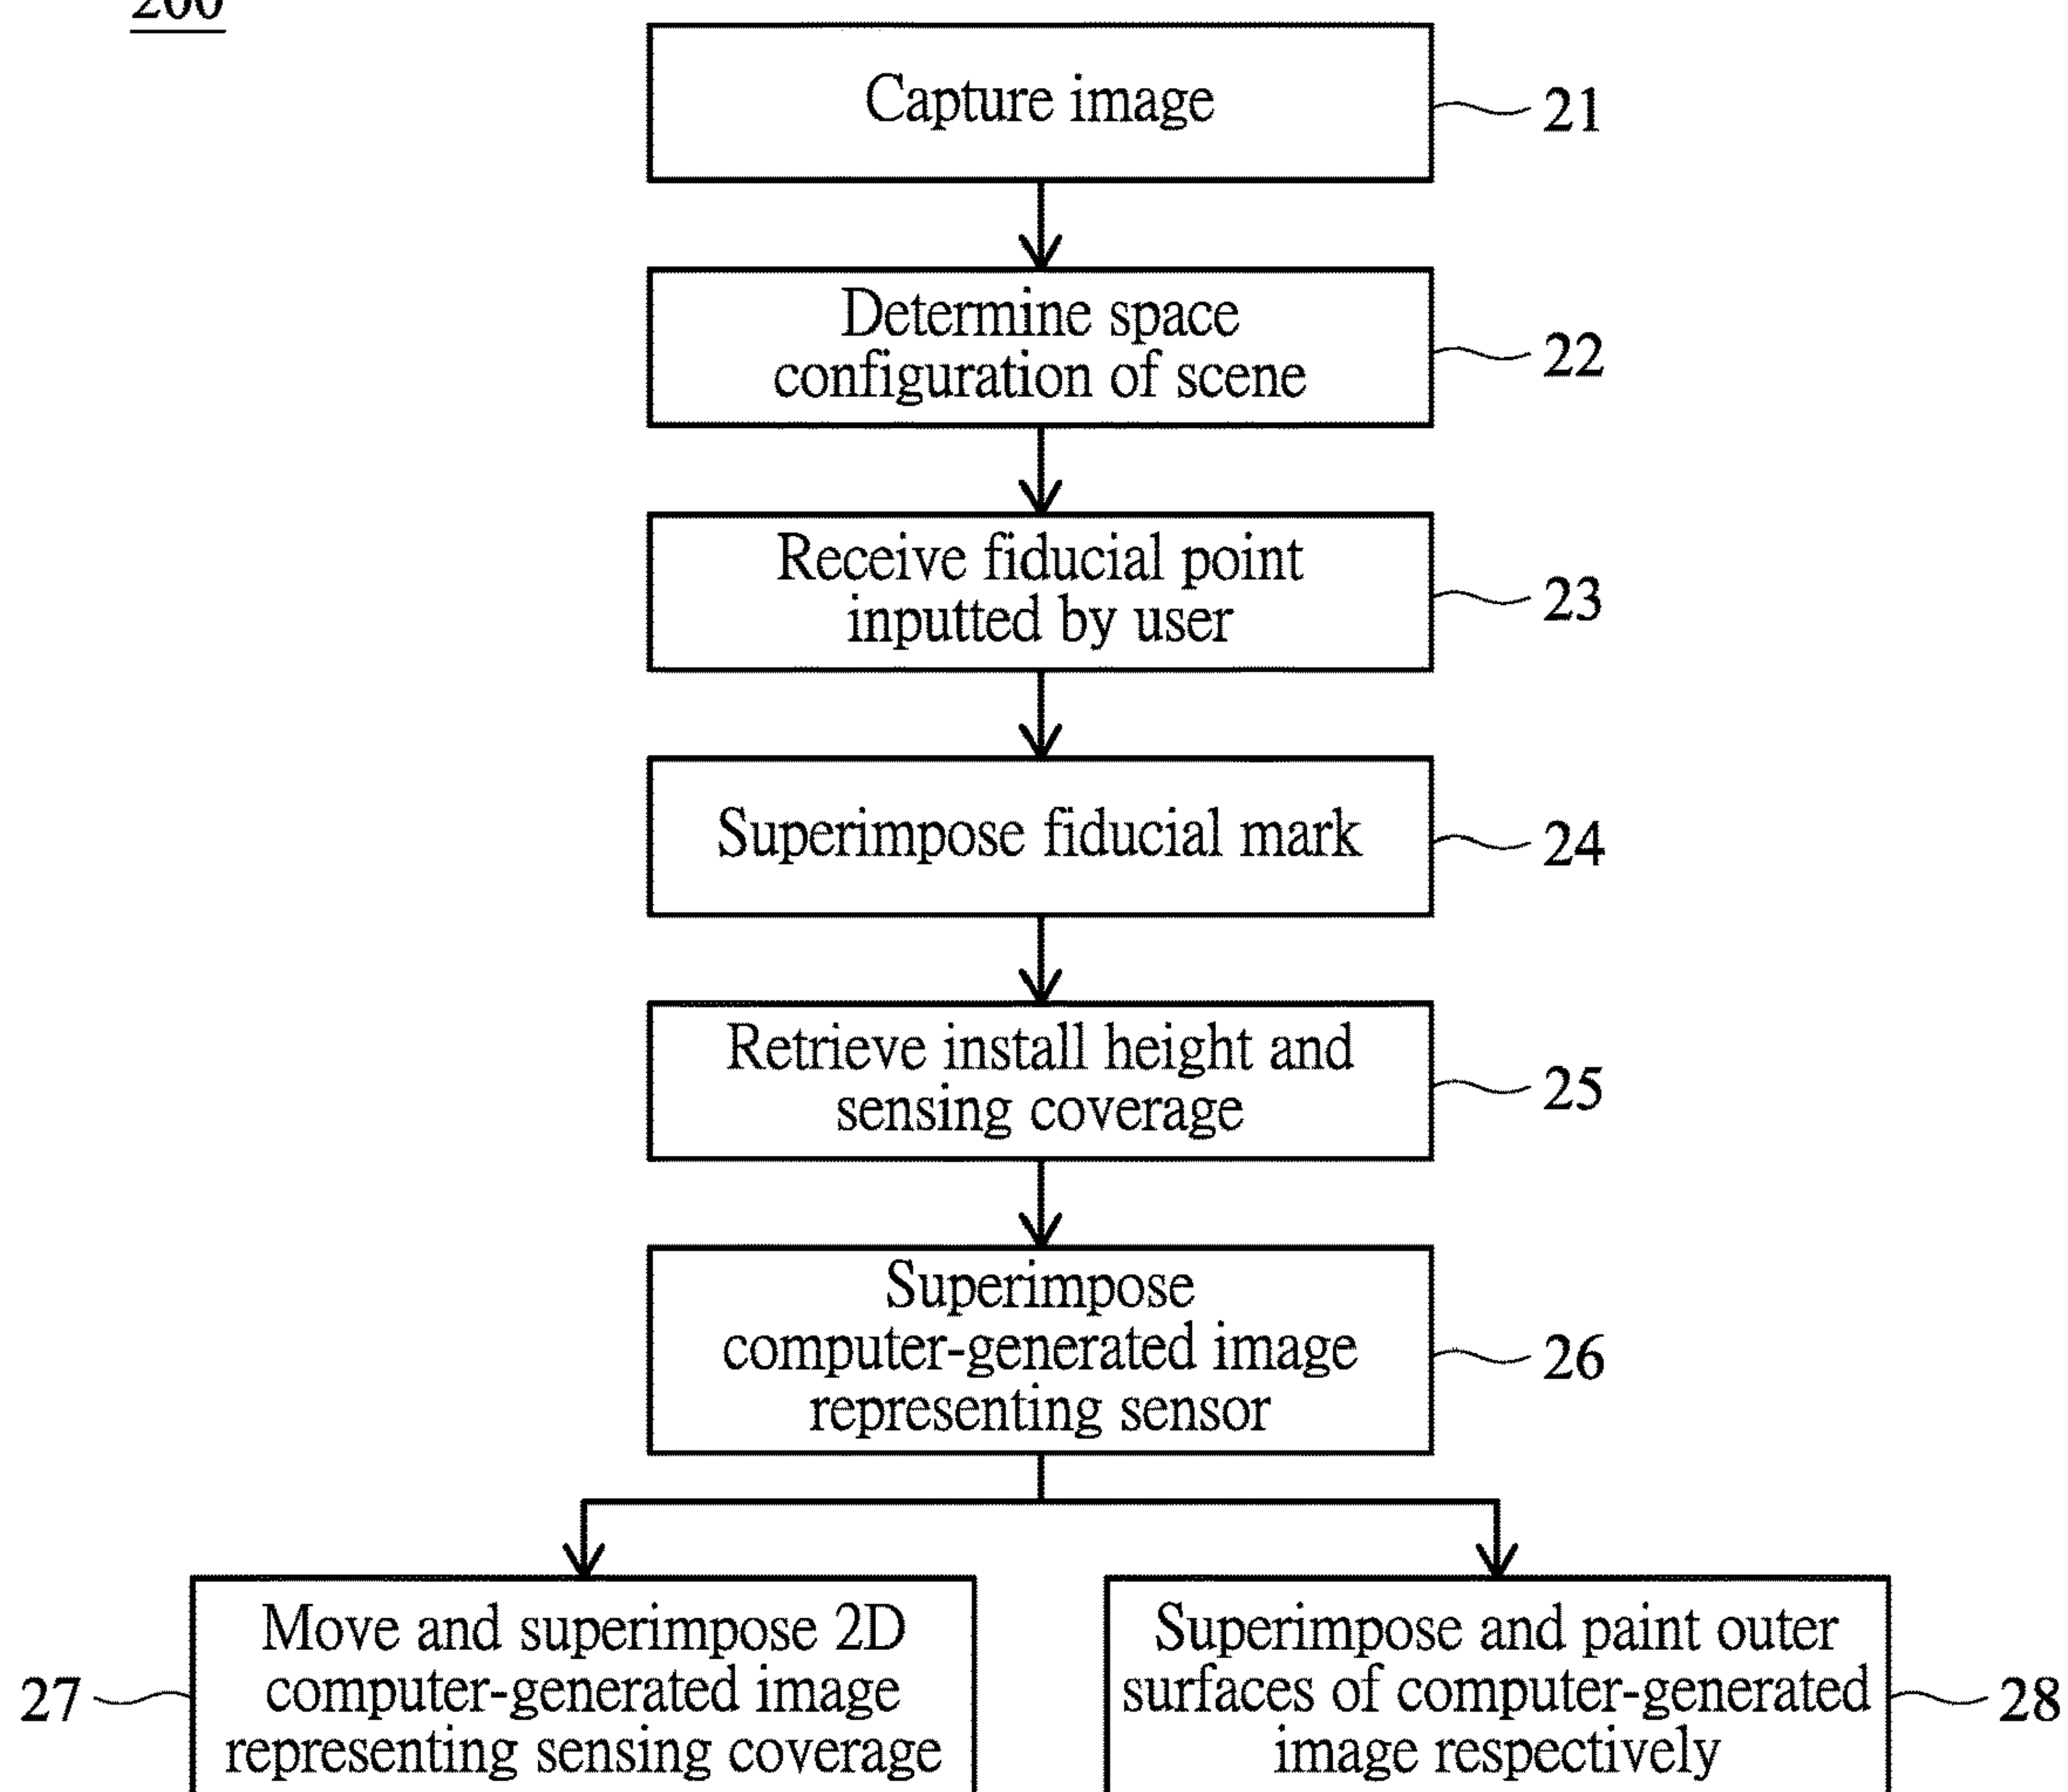 200
Capture image
21
Determine space
configuration of scene
22
Receive fiducial point
inputted by user
23
Superimpose fiducial mark
24
Retrieve install height and
sensing coverage
25
Superimpose
computer-generated image
representing sensor
26
Move and superimpose 2D
computer-generated image
representing sensing coverage
27
Superimpose and paint outer
surfaces of computer-generated
image respectively
28